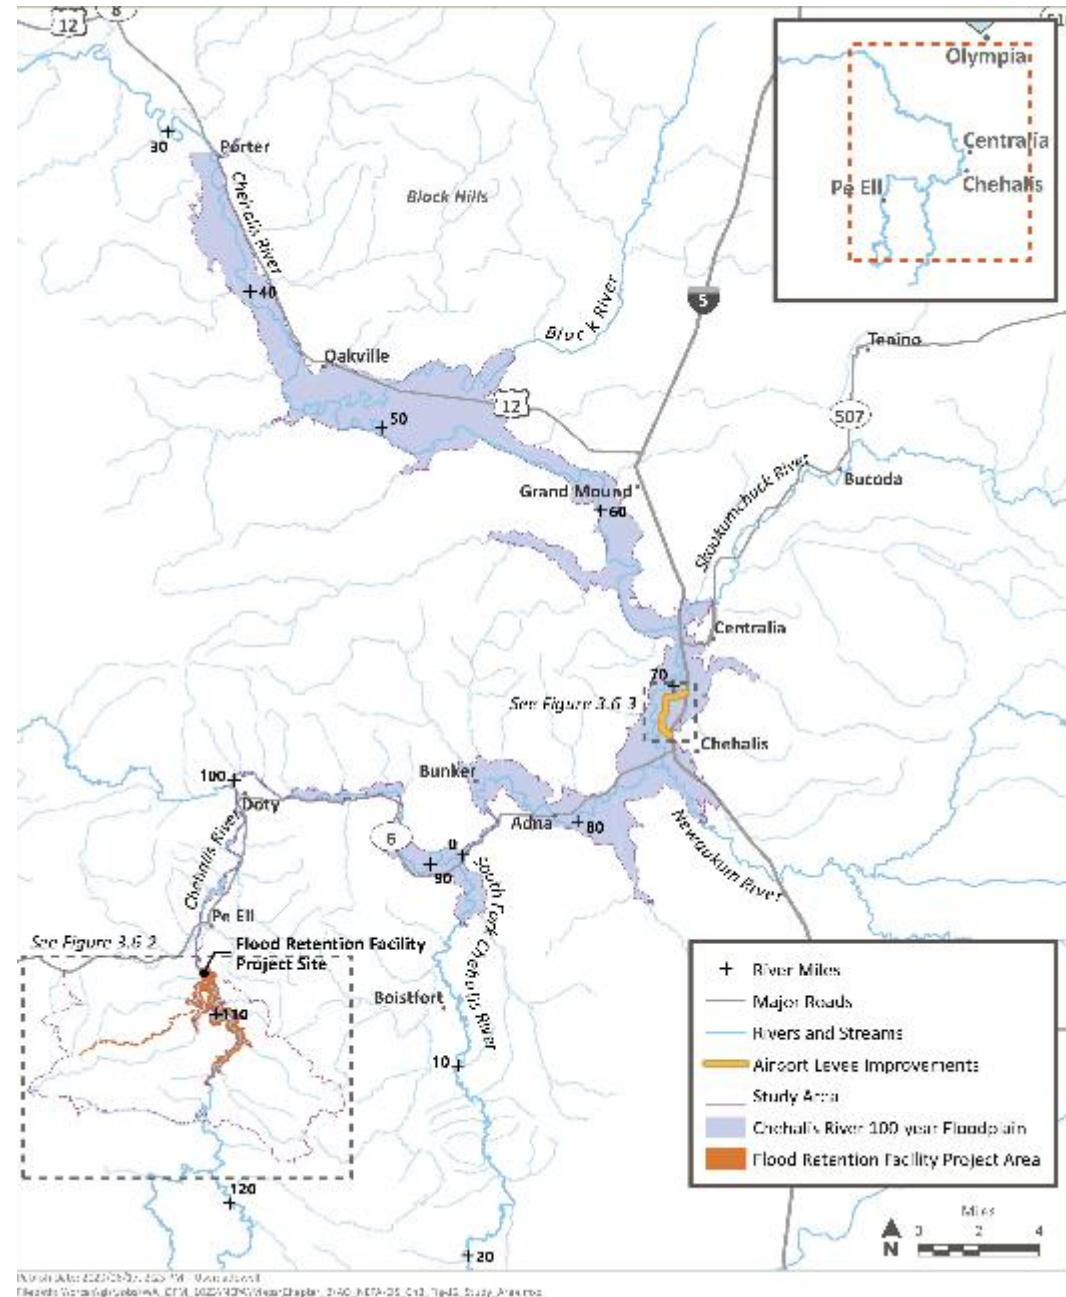 8
12
30
Porter
Chehalis River
Black Hills
40
Black River
Oakville
50
12
5
Olympia
Centralia
Chehalis
Pe Ell
Tenino
507
Bucoda
Skookumchuck River
Grand Mound
60
Centralia
70
See Figure 3.6-3
Chehalis
Bunker
100
Doty
Adna
80
6
0
90
Newaukum River
Chehalis River
South Fork Chehalis River
Pe Ell
See Figure 3.6-2
Flood Retention Facility
Project Site
110
Boistfort
10
120
20
River Miles
Major Roads
Rivers and Streams
Airport Levee Improvements
Study Area
Chehalis River 100-year Floodplain
Flood Retention Facility Project Area
Miles
0 2 4
N